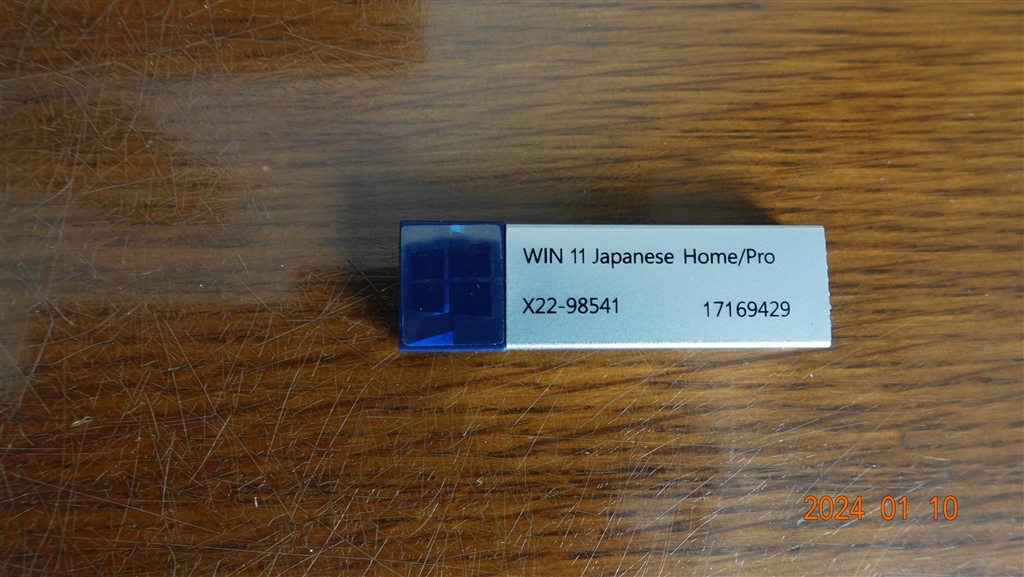 WIN 11 Japanese Home/Pro
X22-98541 17169429
2024 01 10